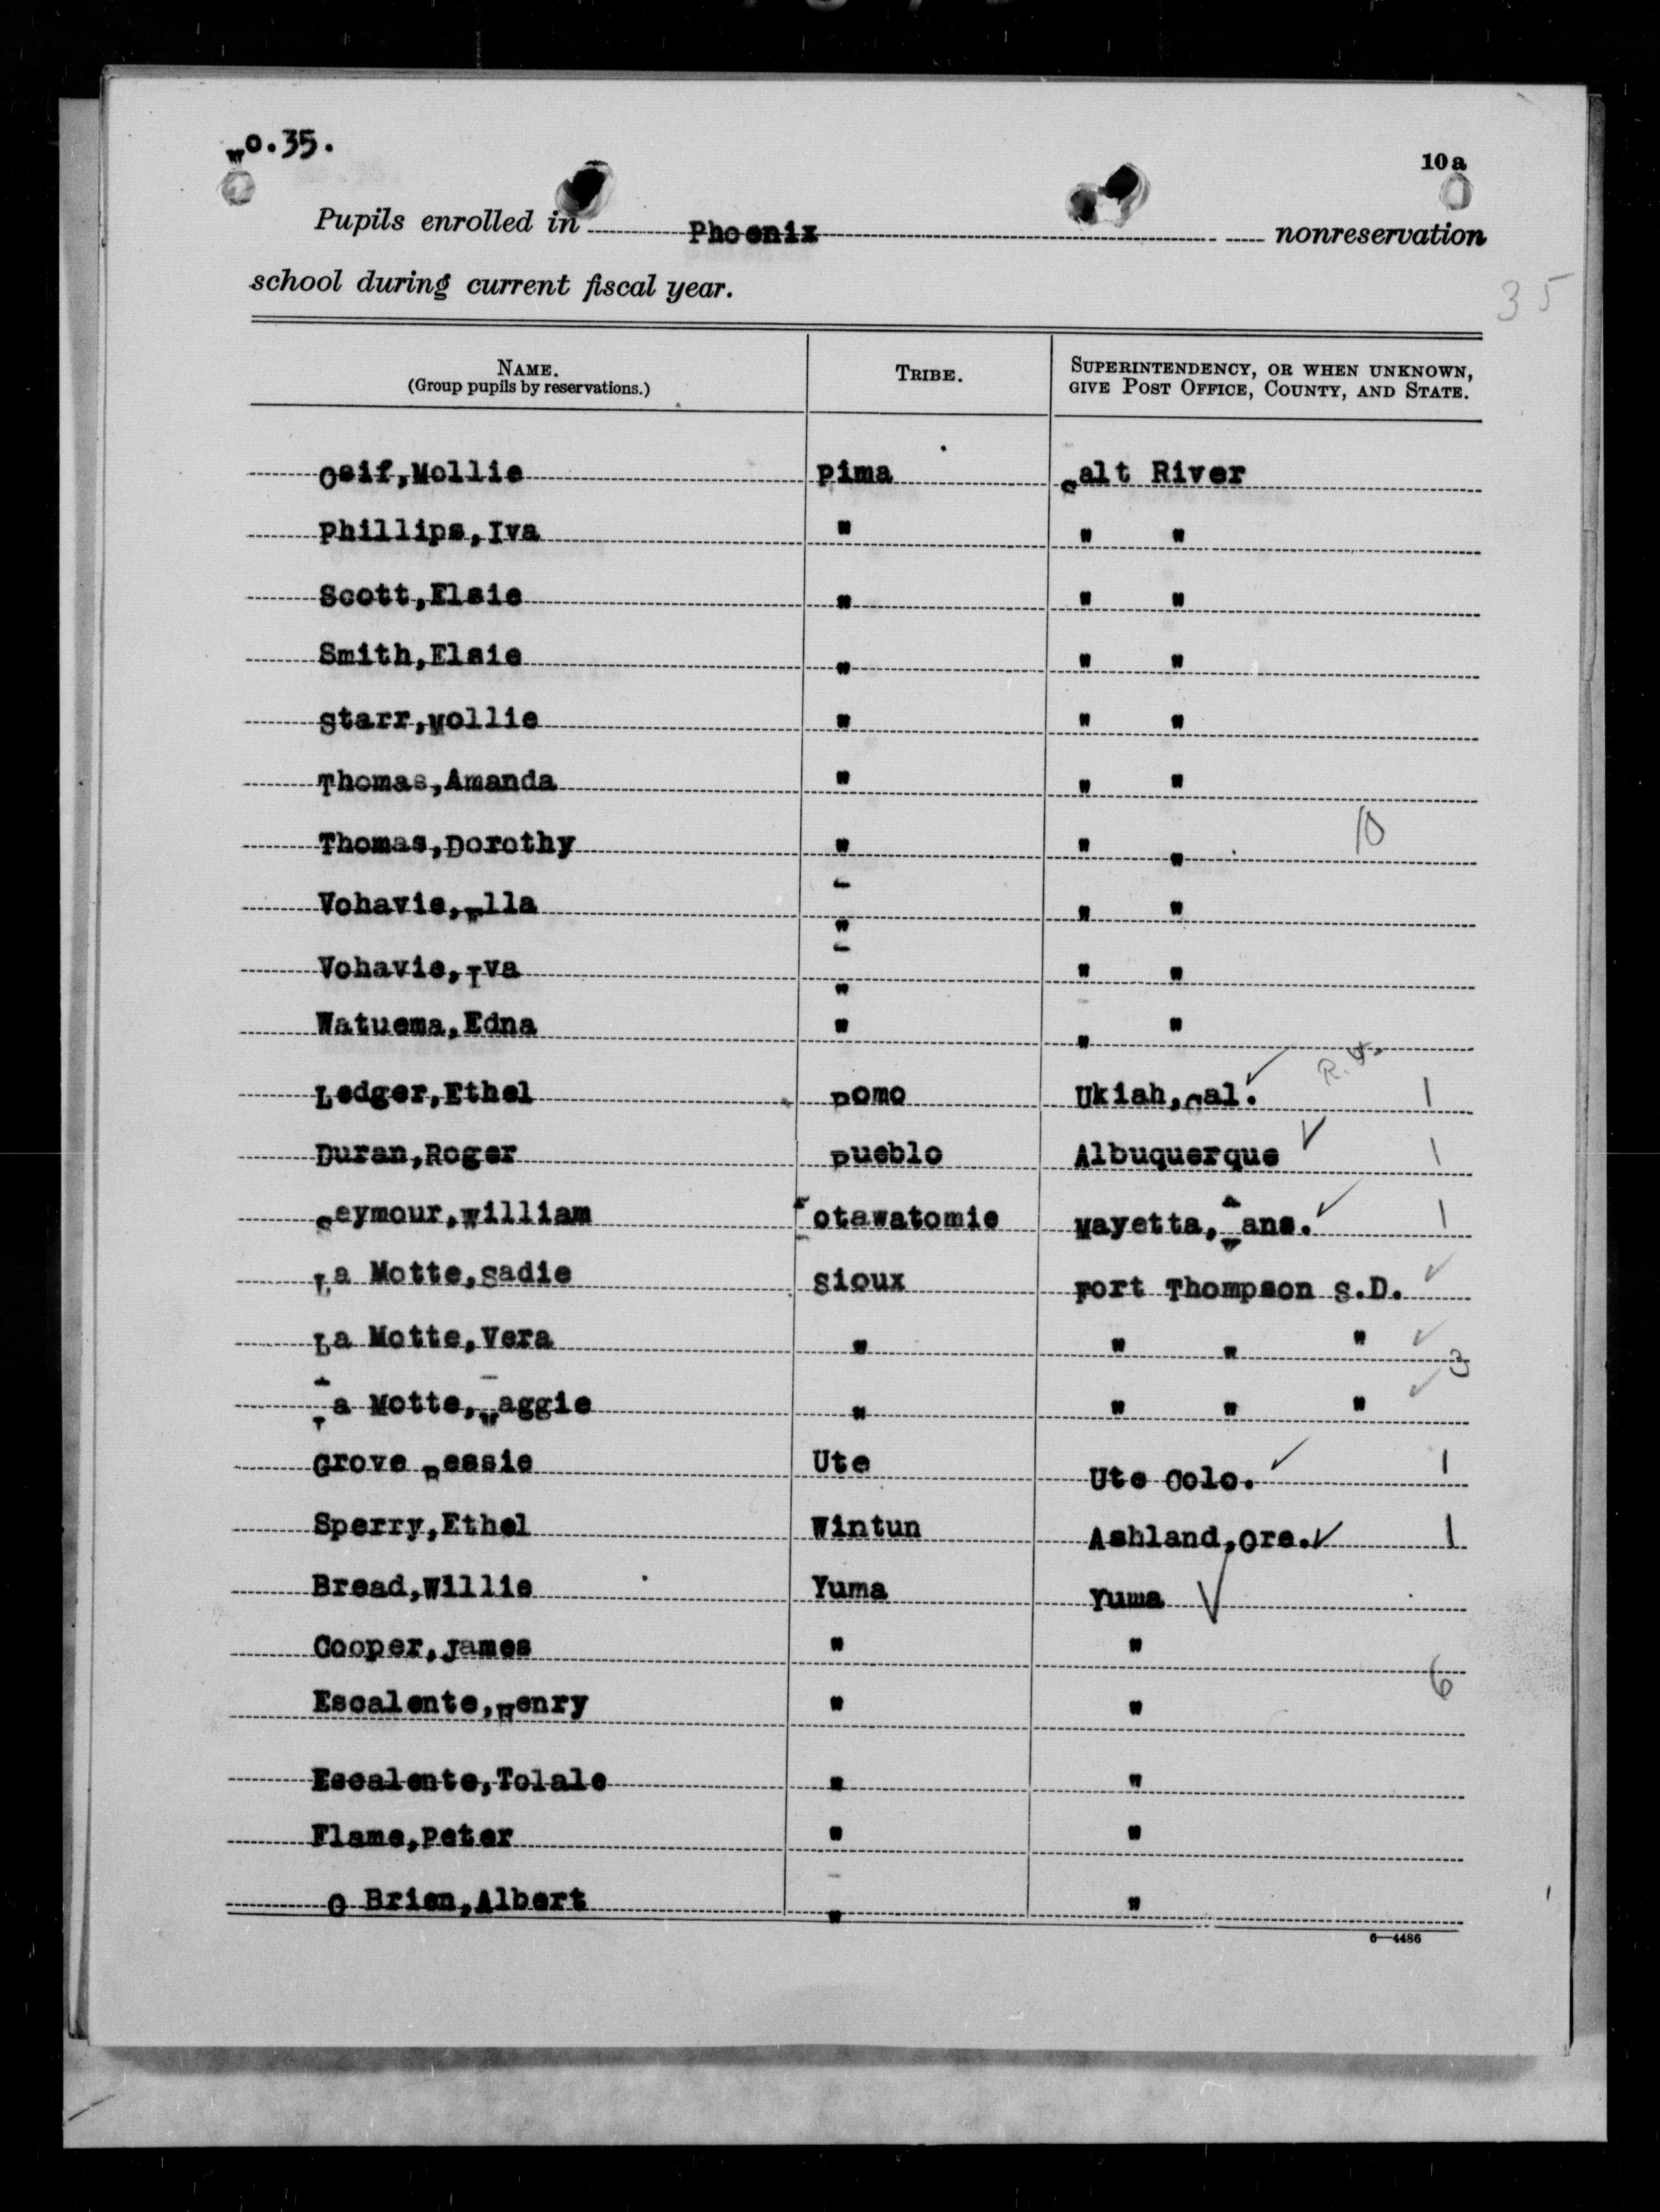 No.35.
10a
Pupils enrolled in Phoenix nonreservation
school during current fiscal year.
35
NAME. (Group pupils by reservations.) TRIBE. SUPERINTENDENCY, OR WHEN UNKNOWN, GIVE POST OFFICE, COUNTY, AND STATE.
Osif,Mollie Pima Salt River
Phillips,Iva " " "
Scott,Elsie " " "
Smith,Elsie " " "
Starr,Mollie " " "
Thomas,Amanda " " "
Thomas,Dorothy " " " 10
Vohavie,Ella " " "
Vohavie,Iva " " "
Watuema,Edna " " "
Ledger,Ethel Pomo Ukiah,Cal. ✓ 1
Duran,Roger Pueblo Albuquerque ✓ 1
Seymour,William Potawatomie Mayetta,Kans. ✓ 1
La Motte,Sadie Sioux Fort Thompson S.D. ✓
La Motte,Vera " " " " ✓ 3
La Motte,Maggie " " " " ✓
Grove Bessie Ute Ute Colo. ✓ 1
Sperry,Ethel Wintun Ashland,Ore. ✓ 1
Bread,Willie Yuma Yuma ✓
Cooper,James " "
Escalente,Henry " " 6
Escalente,Tolale " "
Flame,Peter " "
O Brien,Albert " "
6—4486